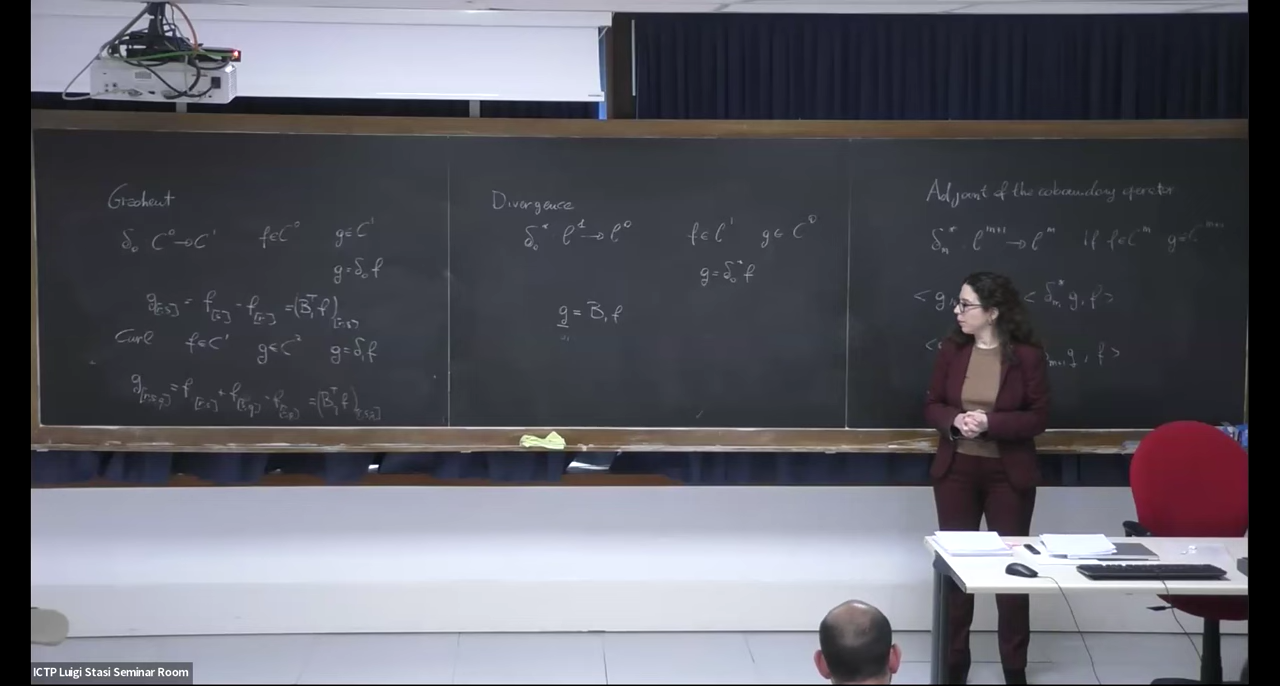 Gradient
δ₀ C⁰→C¹ f∈C⁰ g∈C¹
g=δ₀f
g[r,s] = f[s] - f[r] = (B₁ᵀf)[r,s]
Curl f∈C¹ g∈C² g=δ₁f
g[r,s,q] = f[r,s] + f[s,q] - f[r,q] = (B₂ᵀf)[r,s,q]
Divergence
δ₀* C¹→C⁰ f∈C¹ g∈C⁰
g=δ₀*f
g = B₁f
Adjoint of the coboundary operator
δₘ* Cᵐ⁺¹→Cᵐ If f∈Cᵐ g∈Cᵐ⁺¹
<g, < δₘ* g, f>
< ₘ₊₁g, f>
ICTP Luigi Stasi Seminar Room